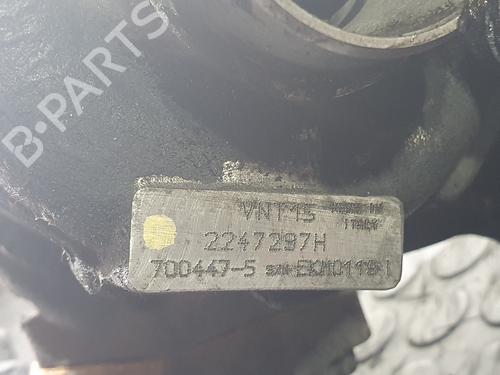 B-PARTS
VNT15 MADE IN
ITALY
2247297H
700447-5 S/N